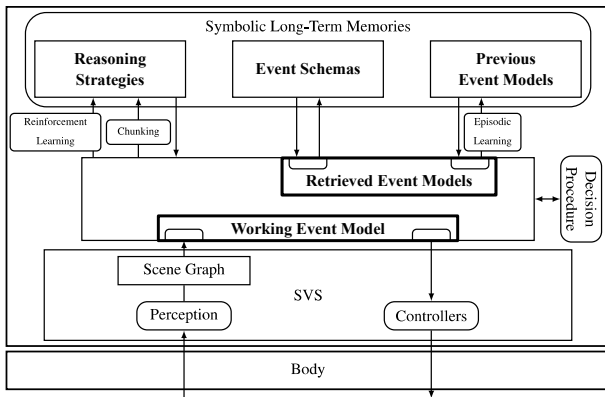 Symbolic Long-Term Memories
Reasoning
Strategies
Event Schemas
Previous
Event Models
Reinforcement
Learning
Chunking
Episodic
Learning
Retrieved Event Models
Decision
Procedure
Working Event Model
Scene Graph
SVS
Perception
Controllers
Body